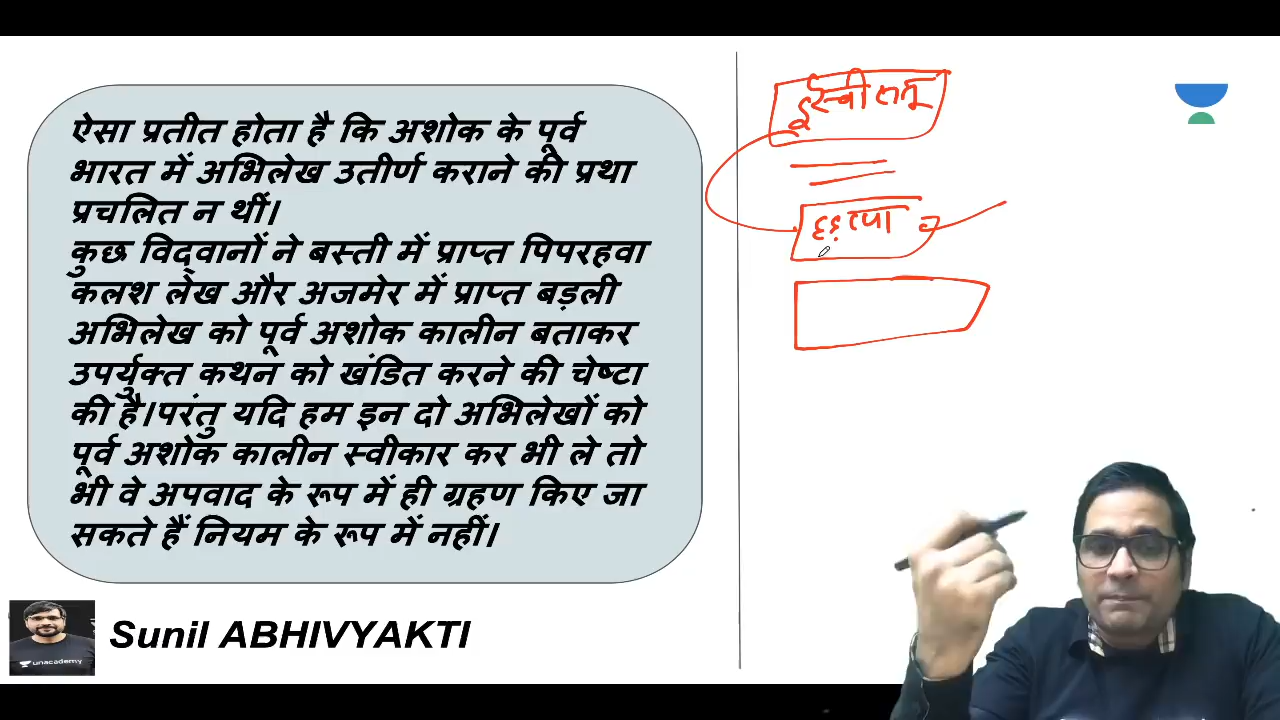 ऐसा प्रतीत होता है कि अशोक के पूर्व
भारत में अभिलेख उतीर्ण कराने की प्रथा
प्रचलित न थीं।
कुछ विद्वानों ने बस्ती में प्राप्त पिपरहवा
कलश लेख और अजमेर में प्राप्त बड़ली
अभिलेख को पूर्व अशोक कालीन बताकर
उपर्युक्त कथन को खंडित करने की चेष्टा
की है।परंतु यदि हम इन दो अभिलेखों को
पूर्व अशोक कालीन स्वीकार कर भी ले तो
भी वे अपवाद के रूप में ही ग्रहण किए जा
सकते हैं नियम के रूप में नहीं।
unacademy
Sunil ABHIVYAKTI
हड़प्पा